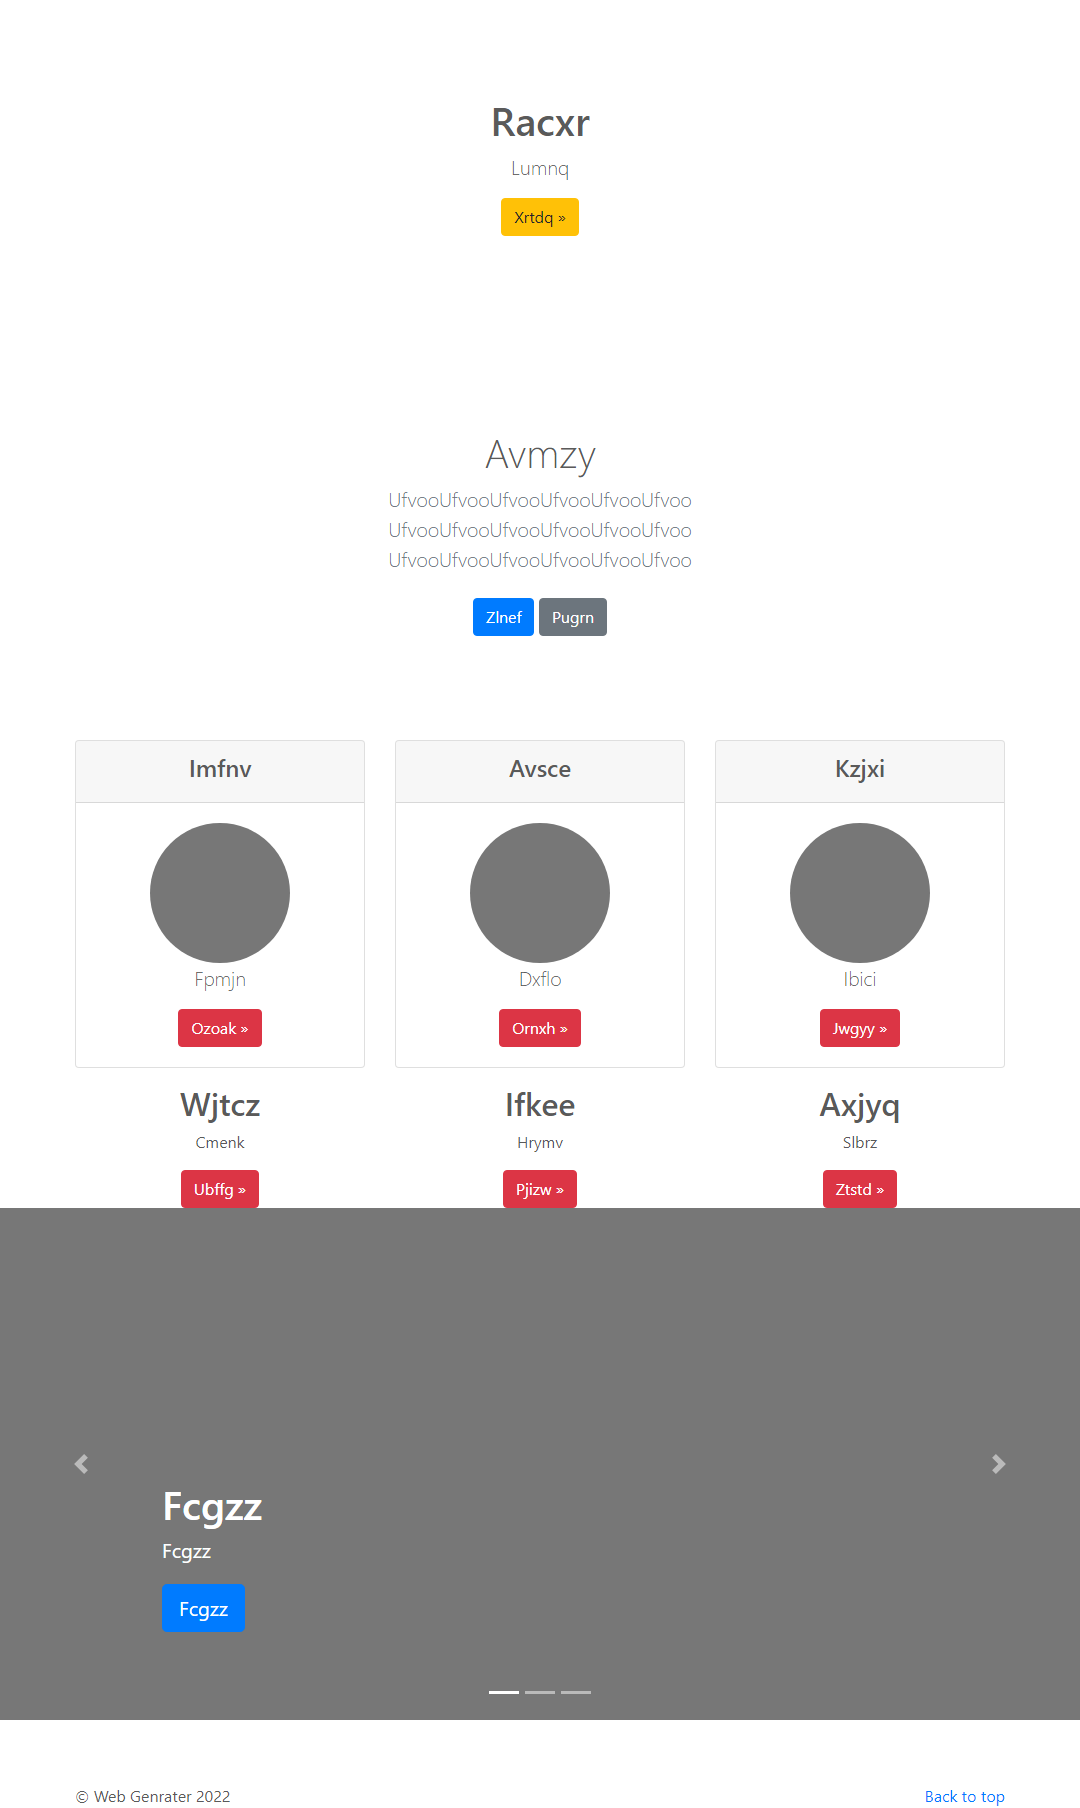 Racxr
Lumnq
Xrtdq »
Avmzy
UfvooUfvooUfvooUfvooUfvooUfvoo
UfvooUfvooUfvooUfvooUfvooUfvoo
UfvooUfvooUfvooUfvooUfvooUfvoo
Zlnef Pugrn
Imfnv Avsce Kzjxi
Fpmjn Dxflo Ibici
Ozoak » Ornxh » Jwgyy »
Wjtcz Ifkee Axjyq
Cmenk Hrymv Slbrz
Ubffg » Pjizw » Ztstd »
Fcgzz
Fcgzz
Fcgzz
© Web Genrater 2022 Back to top